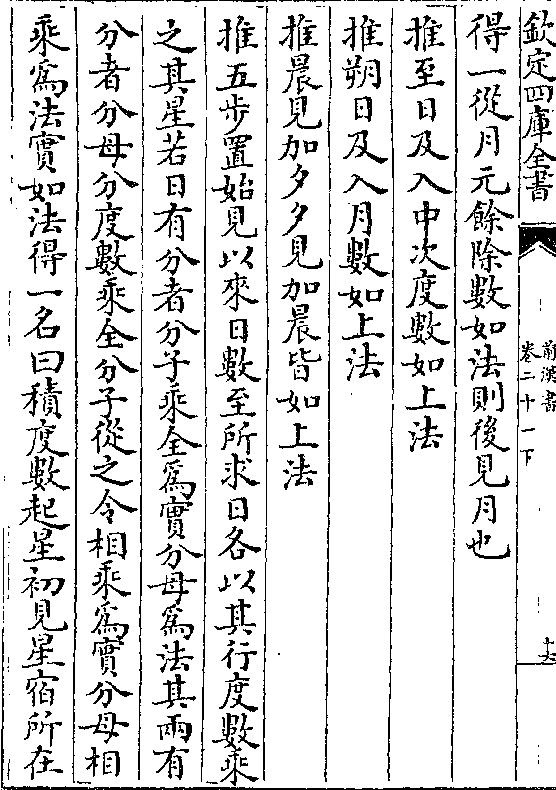 欽定四庫全書
前漢書
卷二十一下
十六
得一從月元餘除數如法則後見月也
推至日及入中次度數如上法
推朔日及入月數如上法
推晨見加夕夕見加晨皆如上法
推五步置始見以來日數至所求日各以其行度數乘
之其星若日有分者分子乘全爲實分母爲法其兩有
分者分母分度數乘全分子從之令相乘爲實分母相
乘爲法實如法得一名曰積度數起星初見星宿所在